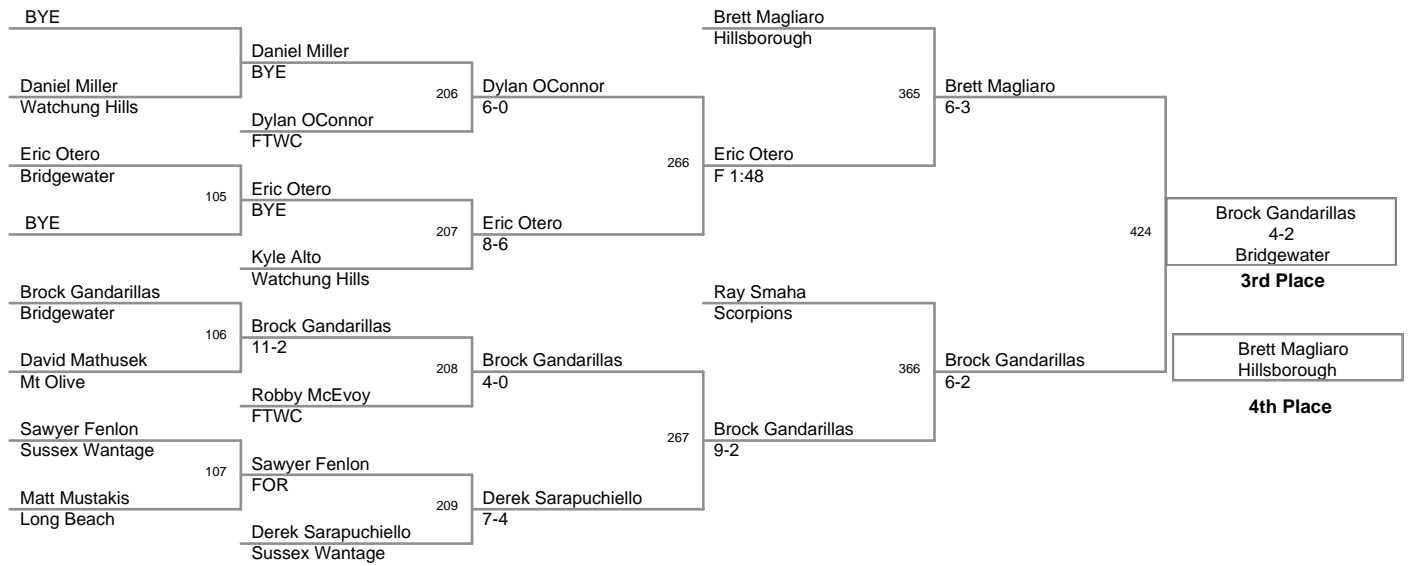 BYE
Daniel Miller
Watchung Hills
Eric Otero
Bridgewater
105
BYE
Brock Gandarillas
Bridgewater
106
David Mathusek
Mt Olive
Sawyer Fenlon
Sussex Wantage
107
Matt Mustakis
Long Beach
Daniel Miller
BYE
206
Dylan OConnor
FTWC
Eric Otero
BYE
207
Kyle Alto
Watchung Hills
Brock Gandarillas
11-2
208
Robby McEvoy
FTWC
Sawyer Fenlon
FOR
209
Derek Sarapuchiello
Sussex Wantage
Dylan OConnor
6-0
266
Eric Otero
8-6
Brock Gandarillas
4-0
267
Derek Sarapuchiello
7-4
Brett Magliaro
Hillsborough
365
Eric Otero
F 1:48
Ray Smaha
Scorpions
366
Brock Gandarillas
9-2
Brett Magliaro
6-3
424
Brock Gandarillas
6-2
Brock Gandarillas
4-2
Bridgewater
3rd Place
Brett Magliaro
Hillsborough
4th Place